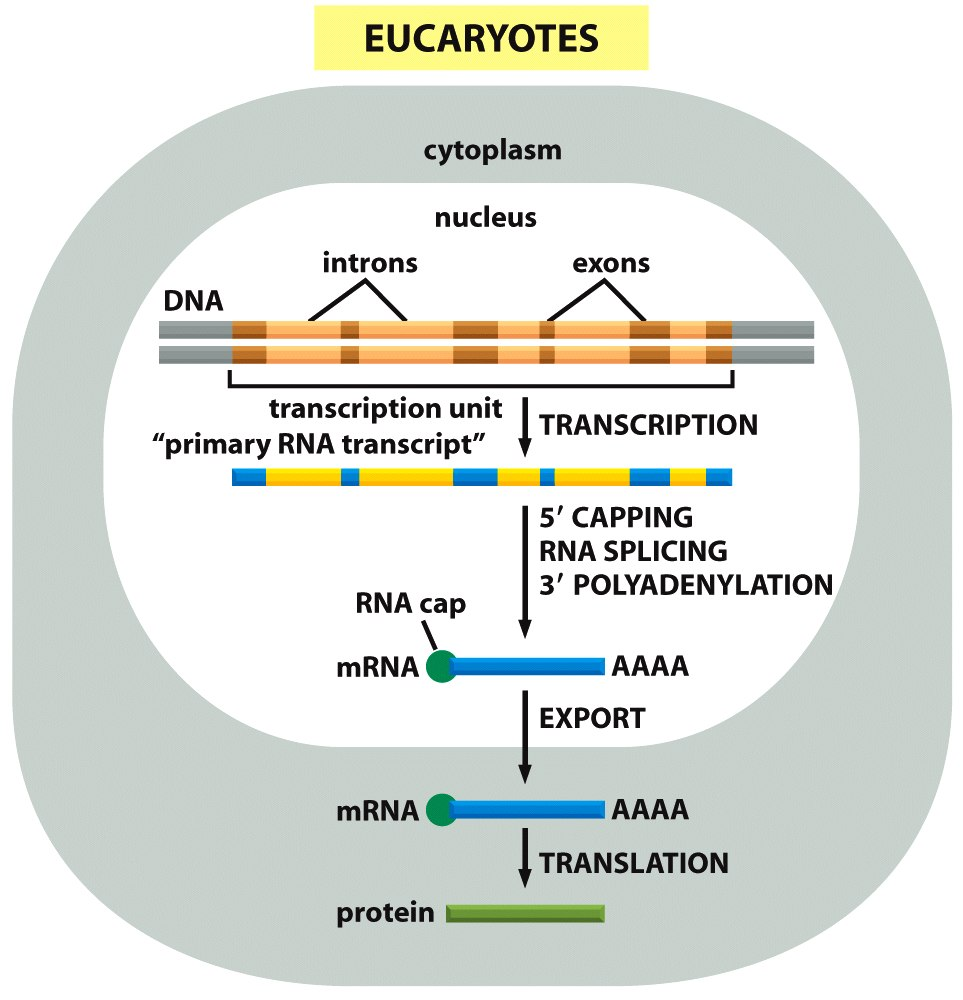 EUCARYOTES
cytoplasm
nucleus
introns
exons
DNA
transcription unit
“primary RNA transcript”
TRANSCRIPTION
5′ CAPPING
RNA SPLICING
3′ POLYADENYLATION
RNA cap
mRNA
AAAA
EXPORT
mRNA
AAAA
TRANSLATION
protein